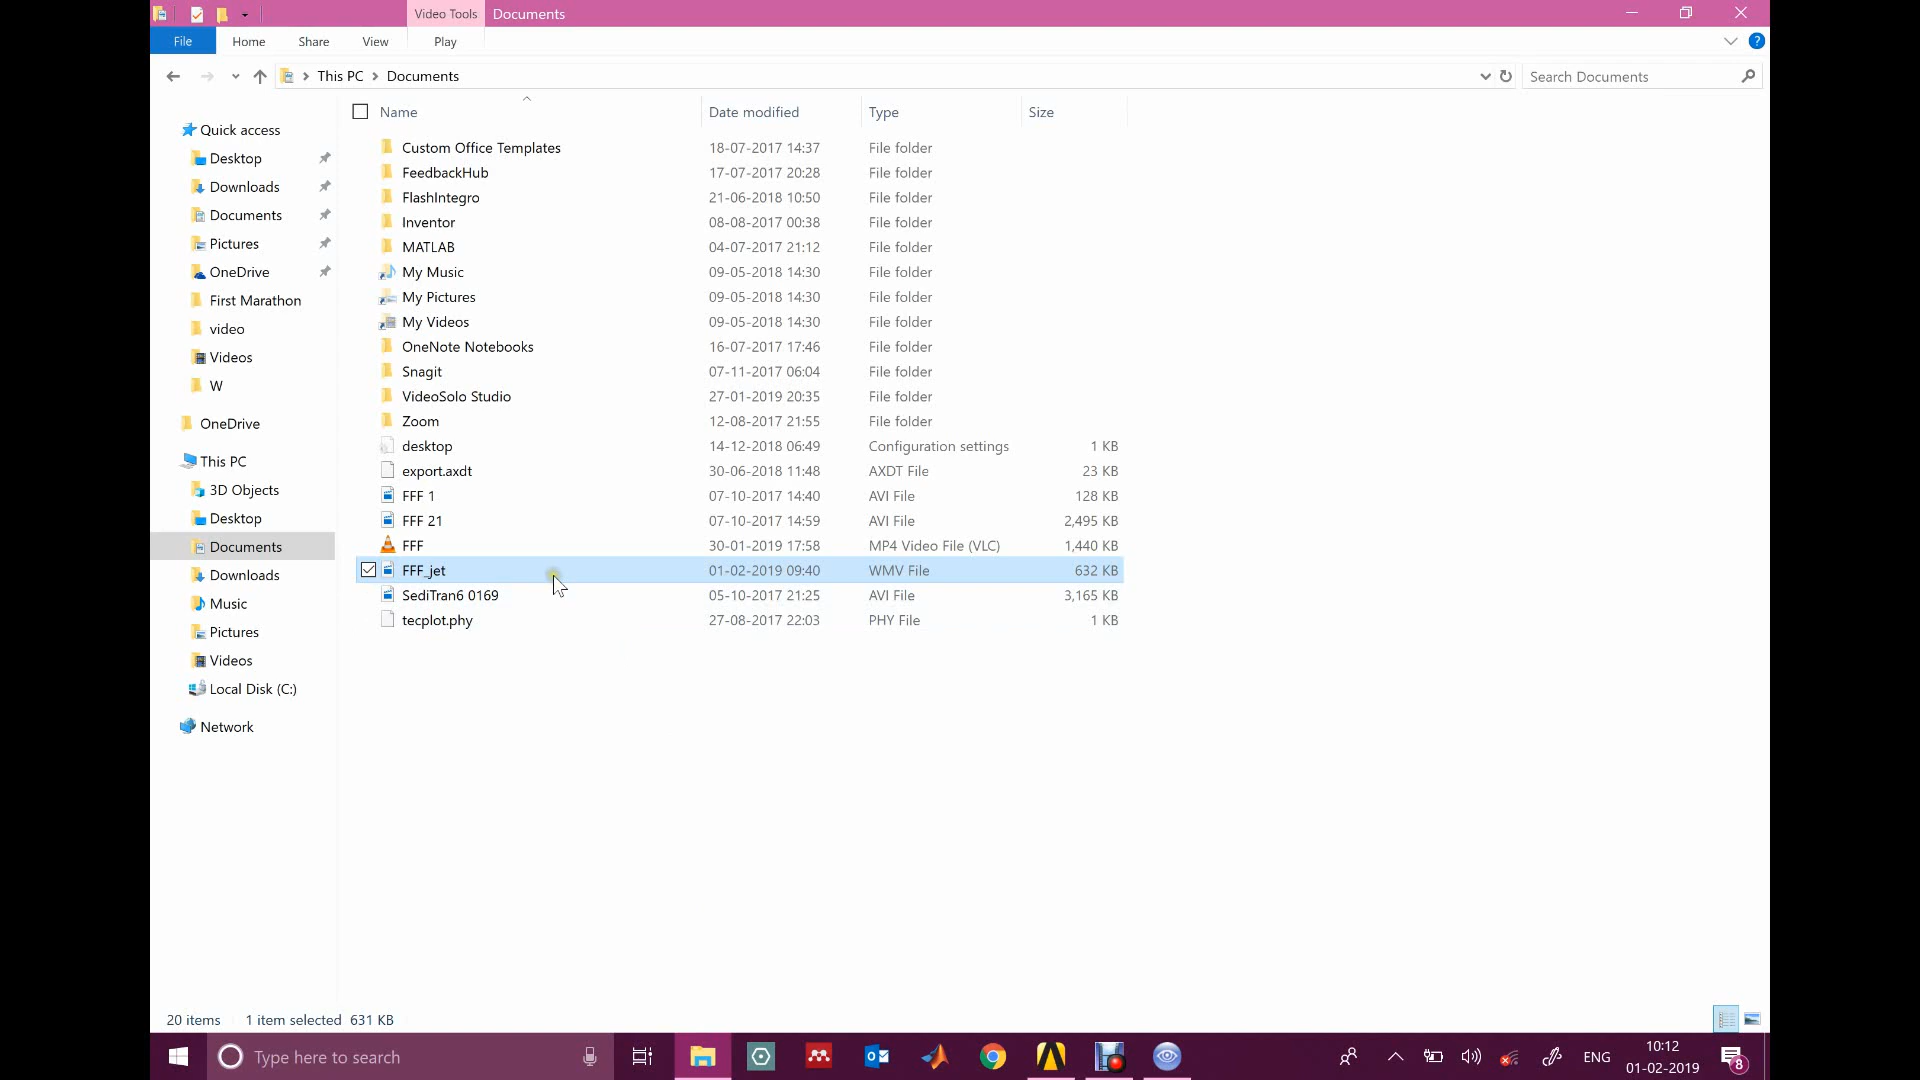 Video Tools Documents
File Home Share View Play
This PC Documents Search Documents
Name Date modified Type Size
Quick access
Desktop
Downloads
Documents
Pictures
OneDrive
First Marathon
video
Videos
W
OneDrive
This PC
3D Objects
Desktop
Documents
Downloads
Music
Pictures
Videos
Local Disk (C:)
Network
Custom Office Templates 18-07-2017 14:37 File folder
FeedbackHub 17-07-2017 20:28 File folder
FlashIntegro 21-06-2018 10:50 File folder
Inventor 08-08-2017 00:38 File folder
MATLAB 04-07-2017 21:12 File folder
My Music 09-05-2018 14:30 File folder
My Pictures 09-05-2018 14:30 File folder
My Videos 09-05-2018 14:30 File folder
OneNote Notebooks 16-07-2017 17:46 File folder
Snagit 07-11-2017 06:04 File folder
VideoSolo Studio 27-01-2019 20:35 File folder
Zoom 12-08-2017 21:55 File folder
desktop 14-12-2018 06:49 Configuration settings 1 KB
export.axdt 30-06-2018 11:48 AXDT File 23 KB
FFF 1 07-10-2017 14:40 AVI File 128 KB
FFF 21 07-10-2017 14:59 AVI File 2,495 KB
FFF 30-01-2019 17:58 MP4 Video File (VLC) 1,440 KB
FFF_jet 01-02-2019 09:40 WMV File 632 KB
SediTran6 0169 05-10-2017 21:25 AVI File 3,165 KB
tecplot.phy 27-08-2017 22:03 PHY File 1 KB
20 items 1 item selected 631 KB
Type here to search
ENG
10:12
01-02-2019
8